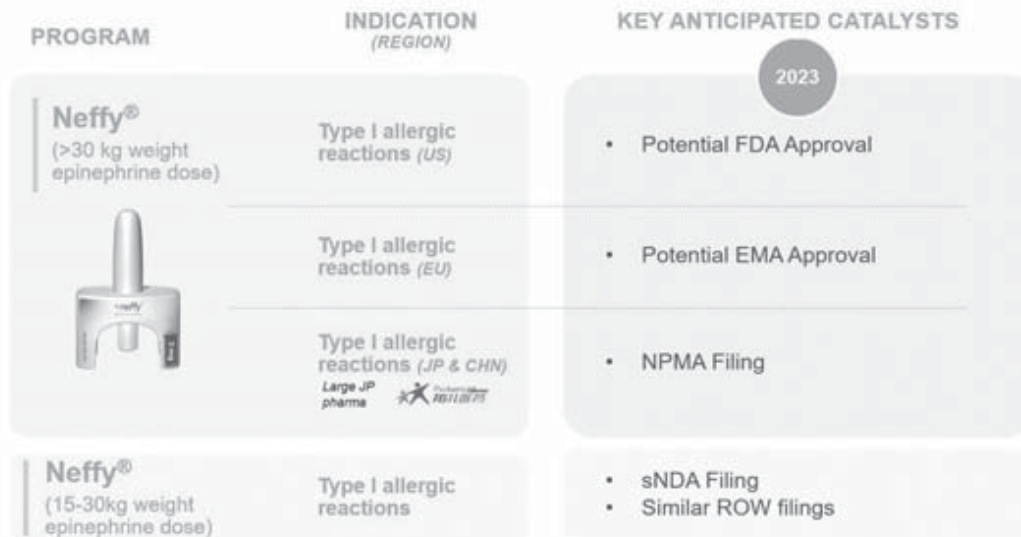 PROGRAM
INDICATION
(REGION)
KEY ANTICIPATED CATALYSTS
2023
Neffy®
(>30 kg weight
epinephrine dose)
Type I allergic
reactions (US)
• Potential FDA Approval
neffy
Type I allergic
reactions (EU)
• Potential EMA Approval
Type I allergic
reactions (JP & CHN)
Large JP
pharma
• NPMA Filing
Neffy®
(15-30kg weight
epinephrine dose)
Type I allergic
reactions
• sNDA Filing
• Similar ROW filings